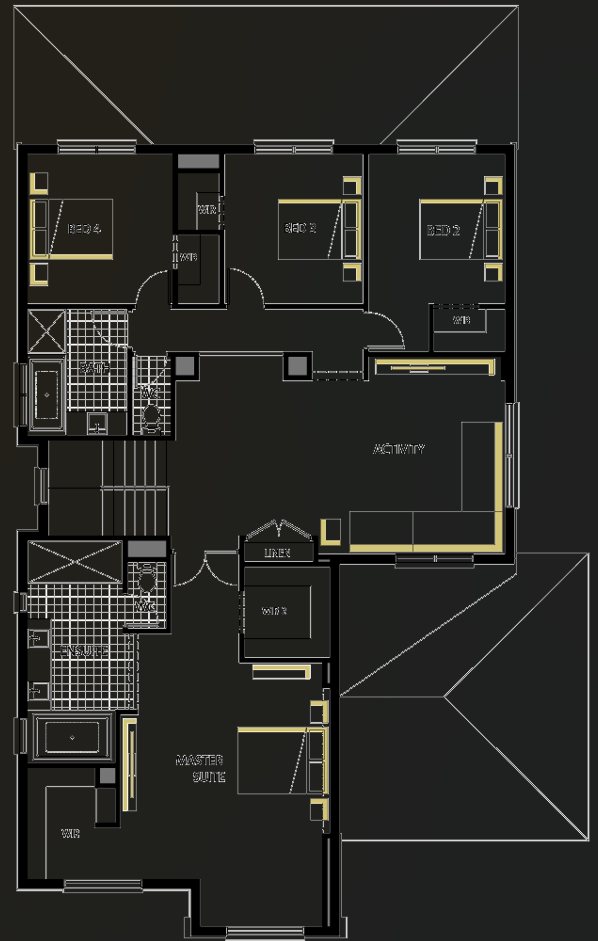 WIR
BED 4
BED 3
BED 2
WIR
WIR
BATH
WC
ACTIVITY
LINEN
WC
WIR
ENSUITE
MASTER
SUITE
WIR